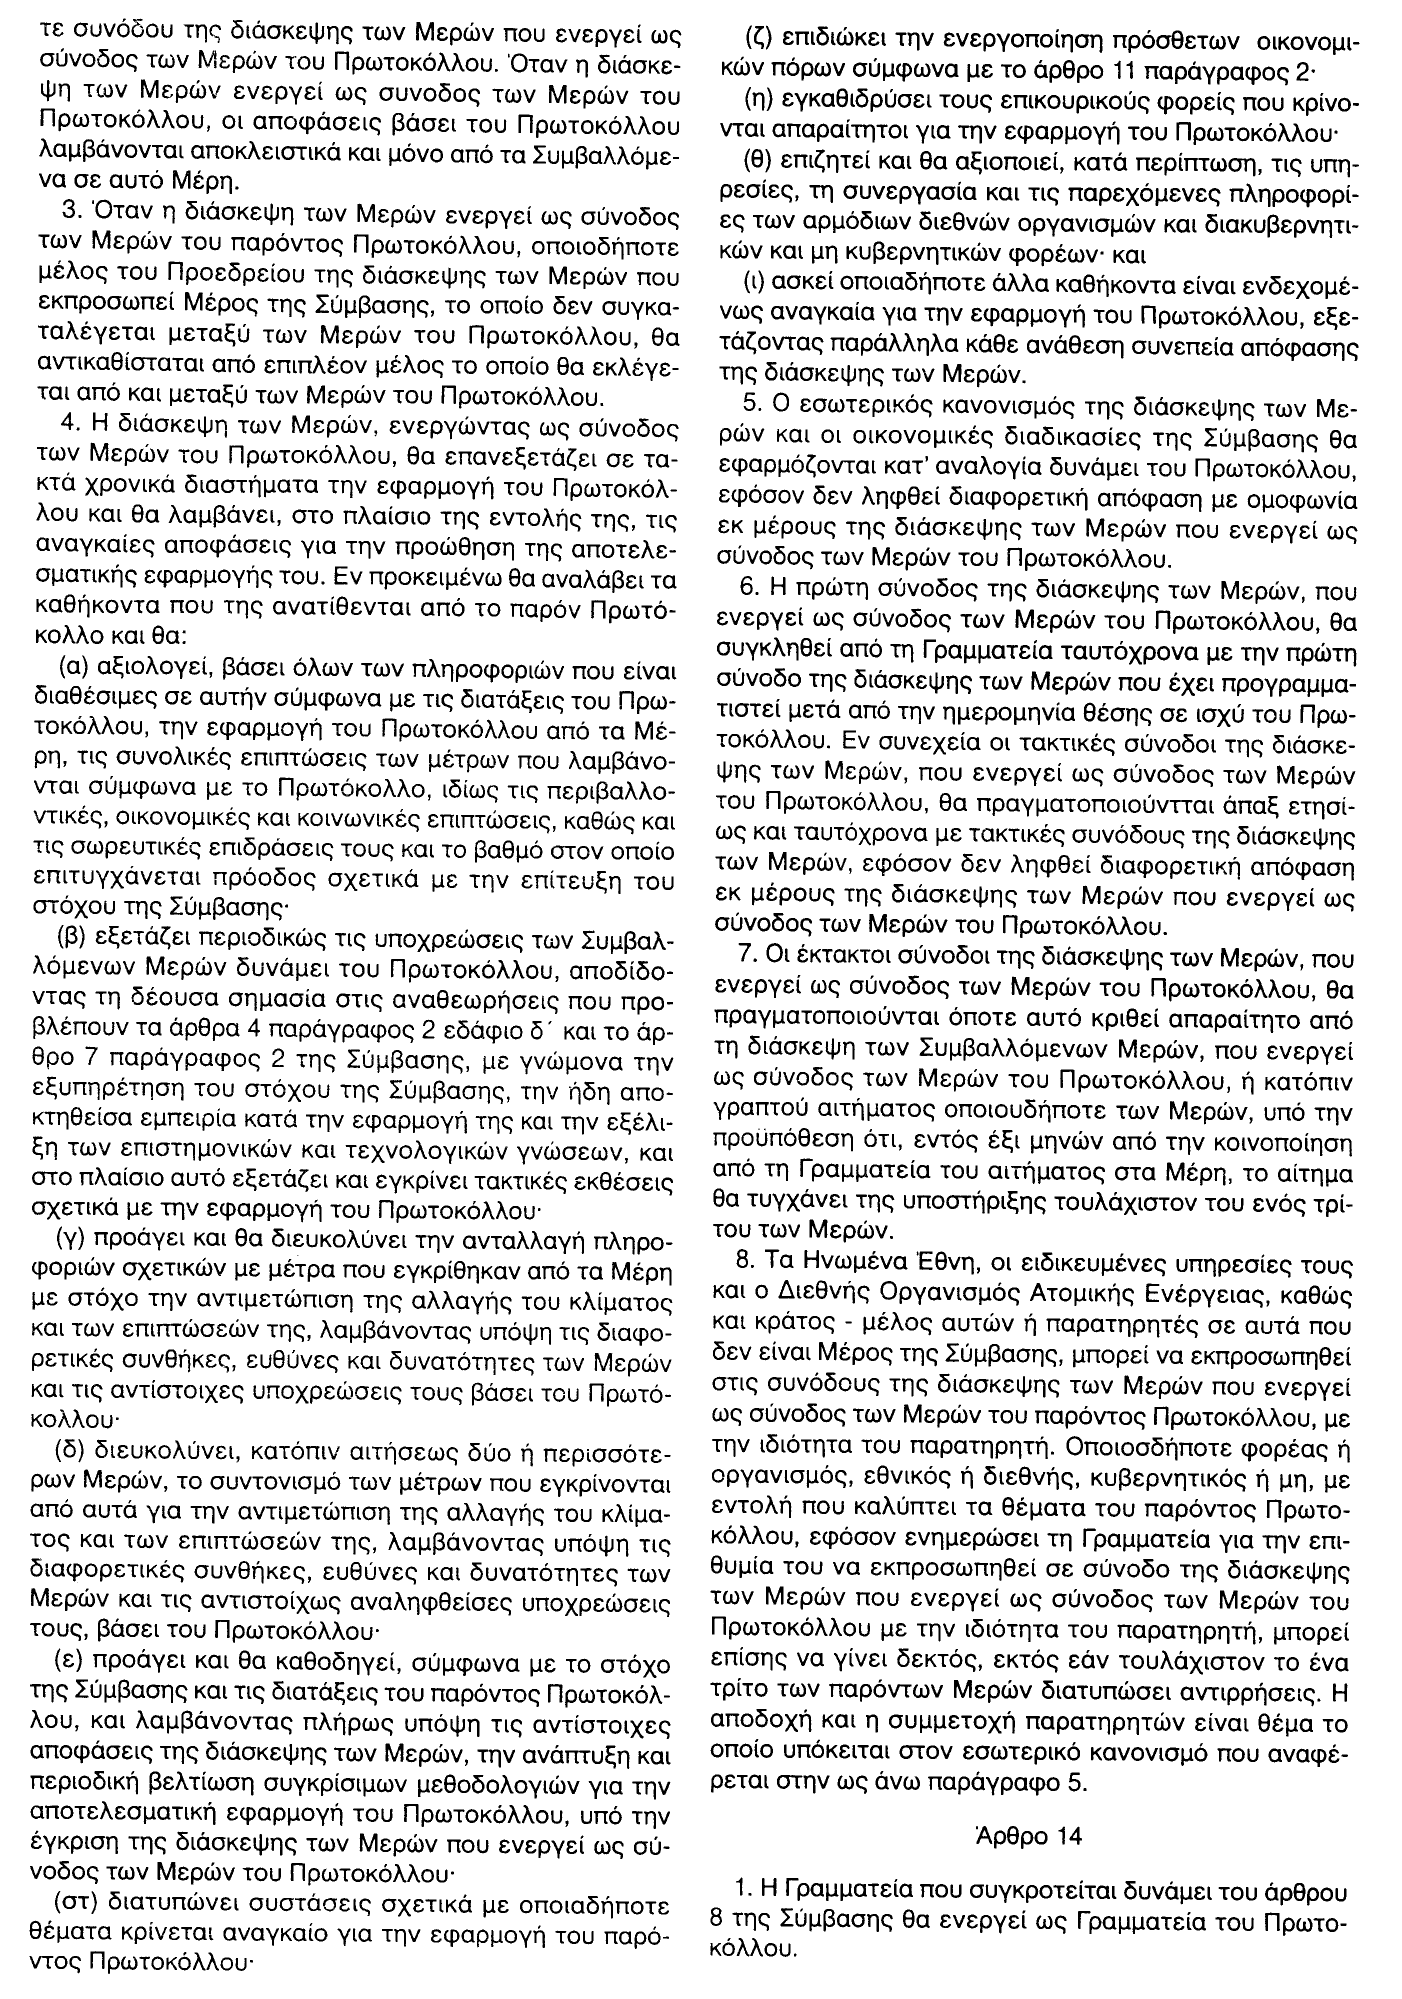 τε συνόδου της διάσκεψης των Μερών που ενεργεί ως
σύνοδος των Μερών του Πρωτοκόλλου. Όταν η διάσκε-
ψη των Μερών ενεργεί ως συνοδος των Μερών του
Πρωτοκόλλου, οι αποφάσεις βάσει του Πρωτοκόλλου
λαμβάνονται αποκλειστικά και μόνο από τα Συμβαλλόμε-
να σε αυτό Μέρη.
3. Όταν η διάσκεψη των Μερών ενεργεί ως σύνοδος
των Μερών του παρόντος Πρωτοκόλλου, οποιοδήποτε
μέλος του Προεδρείου της διάσκεψης των Μερών που
εκπροσωπεί Μέρος της Σύμβασης, το οποίο δεν συγκα-
ταλέγεται μεταξύ των Μερών του Πρωτοκόλλου, θα
αντικαθίσταται από επιπλέον μέλος το οποίο θα εκλέγε-
ται από και μεταξύ των Μερών του Πρωτοκόλλου.
4. Η διάσκεψη των Μερών, ενεργώντας ως σύνοδος
των Μερών του Πρωτοκόλλου, θα επανεξετάζει σε τα-
κτά χρονικά διαστήματα την εφαρμογή του Πρωτοκόλ-
λου και θα λαμβάνει, στο πλαίσιο της εντολής της, τις
αναγκαίες αποφάσεις για την προώθηση της αποτελε-
σματικής εφαρμογής του. Εν προκειμένω θα αναλάβει τα
καθήκοντα που της ανατίθενται από το παρόν Πρωτό-
κολλο και θα:
(α) αξιολογεί, βάσει όλων των πληροφοριών που είναι
διαθέσιμες σε αυτήν σύμφωνα με τις διατάξεις του Πρω-
τοκόλλου, την εφαρμογή του Πρωτοκόλλου από τα Μέ-
ρη, τις συνολικές επιπτώσεις των μέτρων που λαμβάνο-
νται σύμφωνα με το Πρωτόκολλο, ιδίως τις περιβαλλο-
ντικές, οικονομικές και κοινωνικές επιπτώσεις, καθώς και
τις σωρευτικές επιδράσεις τους και το βαθμό στον οποίο
επιτυγχάνεται πρόοδος σχετικά με την επίτευξη του
στόχου της Σύμβασης·
(β) εξετάζει περιοδικώς τις υποχρεώσεις των Συμβαλ-
λόμενων Μερών δυνάμει του Πρωτοκόλλου, αποδίδο-
ντας τη δέουσα σημασία στις αναθεωρήσεις που προ-
βλέπουν τα άρθρα 4 παράγραφος 2 εδάφιο δ΄ και το άρ-
θρο 7 παράγραφος 2 της Σύμβασης, με γνώμονα την
εξυπηρέτηση του στόχου της Σύμβασης, την ήδη απο-
κτηθείσα εμπειρία κατά την εφαρμογή της και την εξέλι-
ξη των επιστημονικών και τεχνολογικών γνώσεων, και
στο πλαίσιο αυτό εξετάζει και εγκρίνει τακτικές εκθέσεις
σχετικά με την εφαρμογή του Πρωτοκόλλου·
(γ) προάγει και θα διευκολύνει την ανταλλαγή πληρο-
φοριών σχετικών με μέτρα που εγκρίθηκαν από τα Μέρη
με στόχο την αντιμετώπιση της αλλαγής του κλίματος
και των επιπτώσεών της, λαμβάνοντας υπόψη τις διαφο-
ρετικές συνθήκες, ευθύνες και δυνατότητες των Μερών
και τις αντίστοιχες υποχρεώσεις τους βάσει του Πρωτό-
κολλου·
(δ) διευκολύνει, κατόπιν αιτήσεως δύο ή περισσότε-
ρων Μερών, το συντονισμό των μέτρων που εγκρίνονται
από αυτά για την αντιμετώπιση της αλλαγής του κλίμα-
τος και των επιπτώσεών της, λαμβάνοντας υπόψη τις
διαφορετικές συνθήκες, ευθύνες και δυνατότητες των
Μερών και τις αντιστοίχως αναληφθείσες υποχρεώσεις
τους, βάσει του Πρωτοκόλλου·
(ε) προάγει και θα καθοδηγεί, σύμφωνα με το στόχο
της Σύμβασης και τις διατάξεις του παρόντος Πρωτοκόλ-
λου, και λαμβάνοντας πλήρως υπόψη τις αντίστοιχες
αποφάσεις της διάσκεψης των Μερών, την ανάπτυξη και
περιοδική βελτίωση συγκρίσιμων μεθοδολογιών για την
αποτελεσματική εφαρμογή του Πρωτοκόλλου, υπό την
έγκριση της διάσκεψης των Μερών που ενεργεί ως σύ-
νοδος των Μερών του Πρωτοκόλλου·
(στ) διατυπώνει συστάσεις σχετικά με οποιαδήποτε
θέματα κρίνεται αναγκαίο για την εφαρμογή του παρό-
ντος Πρωτοκόλλου·
(ζ) επιδιώκει την ενεργοποίηση πρόσθετων οικονομι-
κών πόρων σύμφωνα με το άρθρο 11 παράγραφος 2·
(η) εγκαθιδρύσει τους επικουρικούς φορείς που κρίνο-
νται απαραίτητοι για την εφαρμογή του Πρωτοκόλλου·
(θ) επιζητεί και θα αξιοποιεί, κατά περίπτωση, τις υπη-
ρεσίες, τη συνεργασία και τις παρεχόμενες πληροφορί-
ες των αρμόδιων διεθνών οργανισμών και διακυβερνητι-
κών και μη κυβερνητικών φορέων· και
(ι) ασκεί οποιαδήποτε άλλα καθήκοντα είναι ενδεχομέ-
νως αναγκαία για την εφαρμογή του Πρωτοκόλλου, εξε-
τάζοντας παράλληλα κάθε ανάθεση συνεπεία απόφασης
της διάσκεψης των Μερών.
5. Ο εσωτερικός κανονισμός της διάσκεψης των Με-
ρών και οι οικονομικές διαδικασίες της Σύμβασης θα
εφαρμόζονται κατ’ αναλογία δυνάμει του Πρωτοκόλλου,
εφόσον δεν ληφθεί διαφορετική απόφαση με ομοφωνία
εκ μέρους της διάσκεψης των Μερών που ενεργεί ως
σύνοδος των Μερών του Πρωτοκόλλου.
6. Η πρώτη σύνοδος της διάσκεψης των Μερών, που
ενεργεί ως σύνοδος των Μερών του Πρωτοκόλλου, θα
συγκληθεί από τη Γραμματεία ταυτόχρονα με την πρώτη
σύνοδο της διάσκεψης των Μερών που έχει προγραμμα-
τιστεί μετά από την ημερομηνία θέσης σε ισχύ του Πρω-
τοκόλλου. Εν συνεχεία οι τακτικές σύνοδοι της διάσκε-
ψης των Μερών, που ενεργεί ως σύνοδος των Μερών
του Πρωτοκόλλου, θα πραγματοποιούντται άπαξ ετησί-
ως και ταυτόχρονα με τακτικές συνόδους της διάσκεψης
των Μερών, εφόσον δεν ληφθεί διαφορετική απόφαση
εκ μέρους της διάσκεψης των Μερών που ενεργεί ως
σύνοδος των Μερών του Πρωτοκόλλου.
7. Οι έκτακτοι σύνοδοι της διάσκεψης των Μερών, που
ενεργεί ως σύνοδος των Μερών του Πρωτοκόλλου, θα
πραγματοποιούνται όποτε αυτό κριθεί απαραίτητο από
τη διάσκεψη των Συμβαλλόμενων Μερών, που ενεργεί
ως σύνοδος των Μερών του Πρωτοκόλλου, ή κατόπιν
γραπτού αιτήματος οποιουδήποτε των Μερών, υπό την
προϋπόθεση ότι, εντός έξι μηνών από την κοινοποίηση
από τη Γραμματεία του αιτήματος στα Μέρη, το αίτημα
θα τυγχάνει της υποστήριξης τουλάχιστον του ενός τρί-
του των Μερών.
8. Τα Ηνωμένα Έθνη, οι ειδικευμένες υπηρεσίες τους
και ο Διεθνής Οργανισμός Ατομικής Ενέργειας, καθώς
και κράτος - μέλος αυτών ή παρατηρητές σε αυτά που
δεν είναι Μέρος της Σύμβασης, μπορεί να εκπροσωπηθεί
στις συνόδους της διάσκεψης των Μερών που ενεργεί
ως σύνοδος των Μερών του παρόντος Πρωτοκόλλου, με
την ιδιότητα του παρατηρητή. Οποιοσδήποτε φορέας ή
οργανισμός, εθνικός ή διεθνής, κυβερνητικός ή μη, με
εντολή που καλύπτει τα θέματα του παρόντος Πρωτο-
κόλλου, εφόσον ενημερώσει τη Γραμματεία για την επι-
θυμία του να εκπροσωπηθεί σε σύνοδο της διάσκεψης
των Μερών που ενεργεί ως σύνοδος των Μερών του
Πρωτοκόλλου με την ιδιότητα του παρατηρητή, μπορεί
επίσης να γίνει δεκτός, εκτός εάν τουλάχιστον το ένα
τρίτο των παρόντων Μερών διατυπώσει αντιρρήσεις. Η
αποδοχή και η συμμετοχή παρατηρητών είναι θέμα το
οποίο υπόκειται στον εσωτερικό κανονισμό που αναφέ-
ρεται στην ως άνω παράγραφο 5.
Άρθρο 14
1. Η Γραμματεία που συγκροτείται δυνάμει του άρθρου
8 της Σύμβασης θα ενεργεί ως Γραμματεία του Πρωτο-
κόλλου.